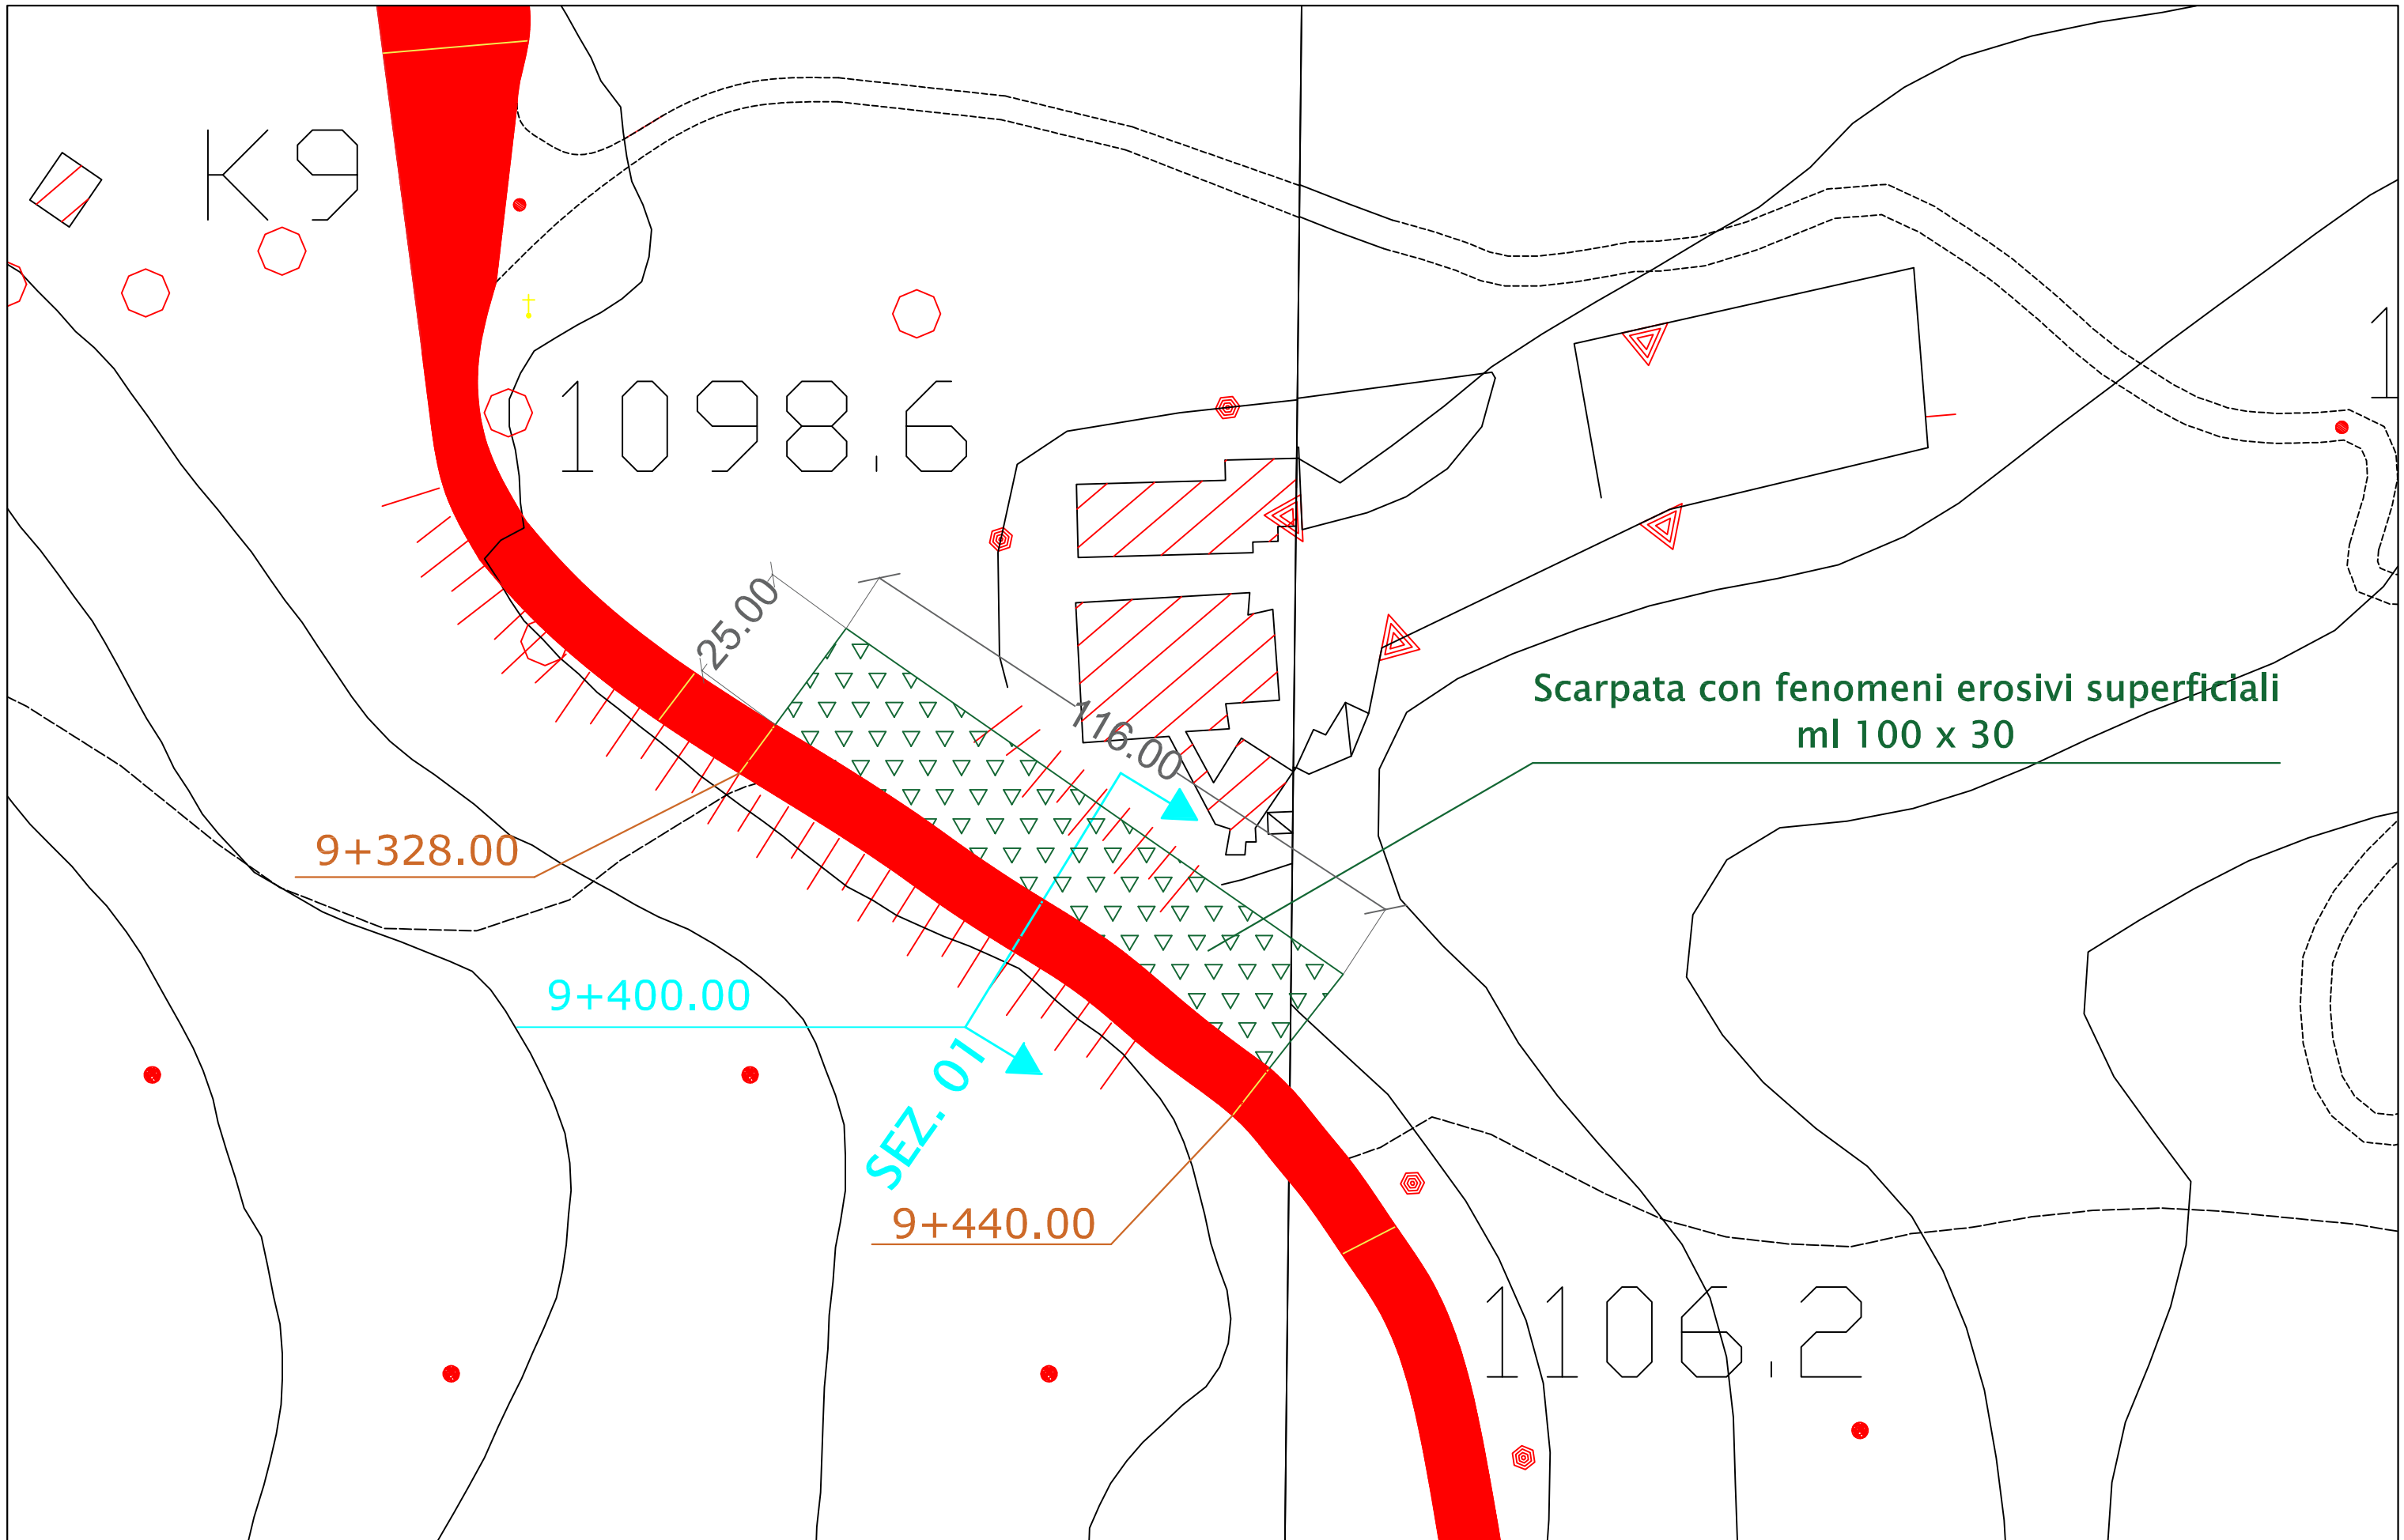 K9
1
1098.6
25.00
116.00
Scarpata con fenomeni erosivi superficiali
ml 100 x 30
9+328.00
9+400.00
SEZ. 01
9+440.00
1106.2